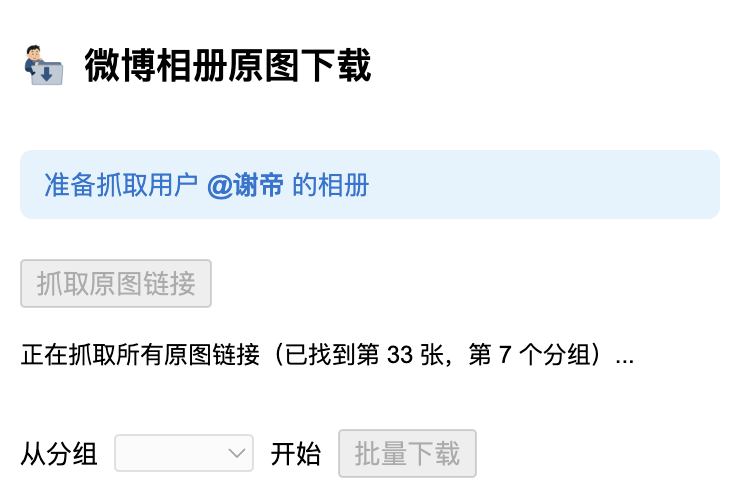 微博相册原图下载
准备抓取用户 @谢帝 的相册
抓取原图链接
正在抓取所有原图链接（已找到第 33 张，第 7 个分组）...
从分组 开始 批量下载